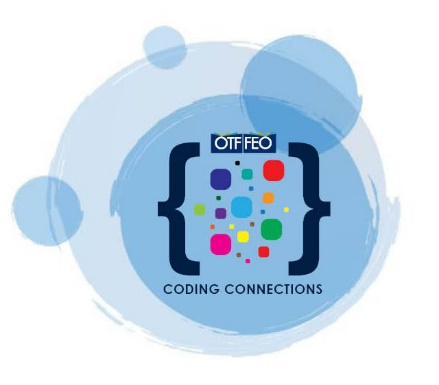 OTF FEO
{ }
CODING CONNECTIONS